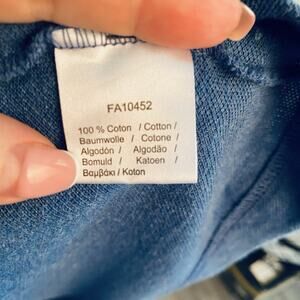 FA10452
100 % Coton / Cotton /
Baumwolle / Cotone /
Algodón / Algodão /
Bomuld / Katoen /
Βαμβάκι / Koton